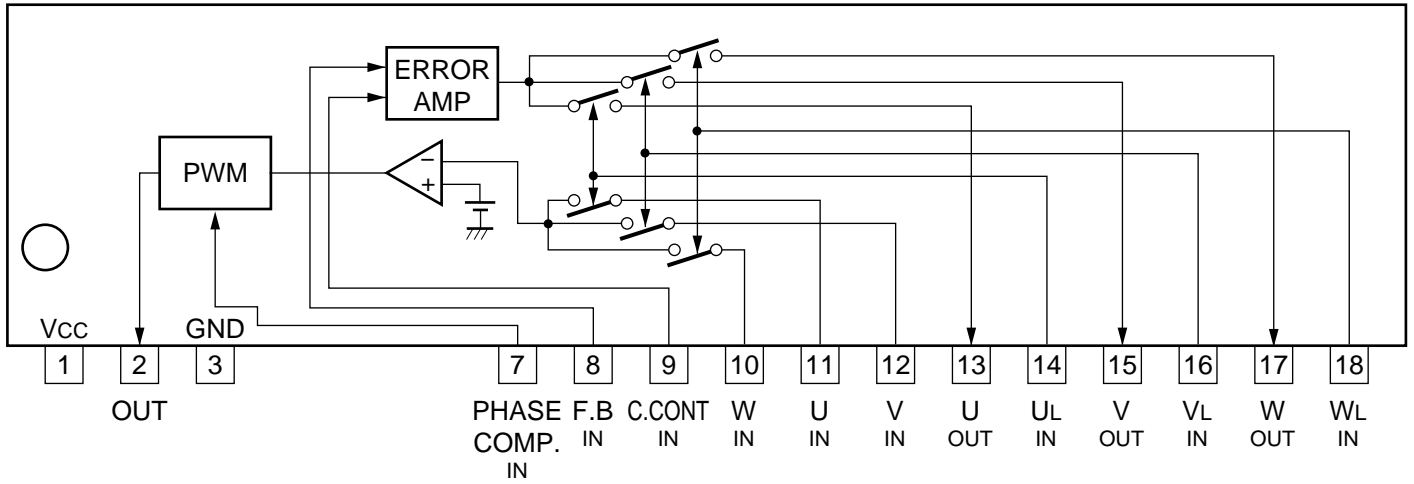 ERROR
AMP
PWM
−
+
VCC
GND
1
2
3
7
8
9
10
11
12
13
14
15
16
17
18
OUT
PHASE
COMP.
IN
F.B
IN
C.CONT
IN
W
IN
U
IN
V
IN
U
OUT
UL
IN
V
OUT
VL
IN
W
OUT
WL
IN